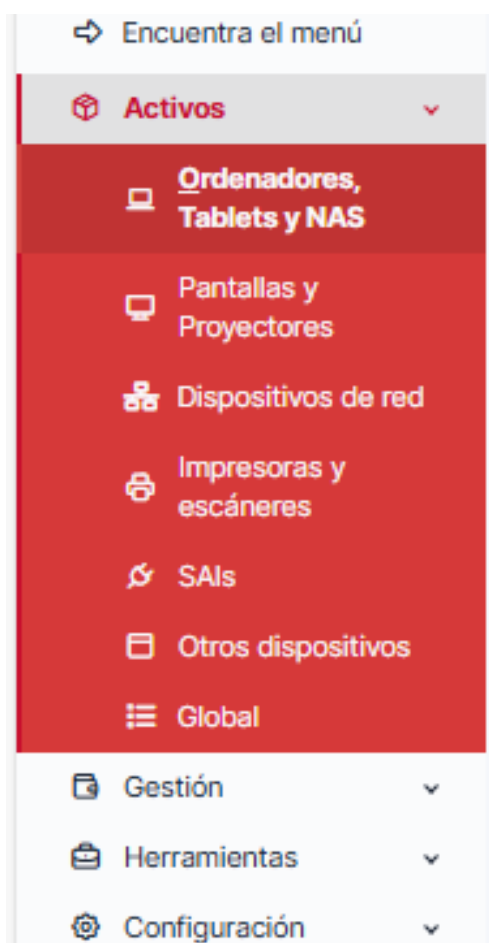 Encuentra el menú
Activos
Ordenadores,
Tablets y NAS
Pantallas y
Proyectores
Dispositivos de red
Impresoras y
escáneres
SAIs
Otros dispositivos
Global
Gestión
Herramientas
Configuración